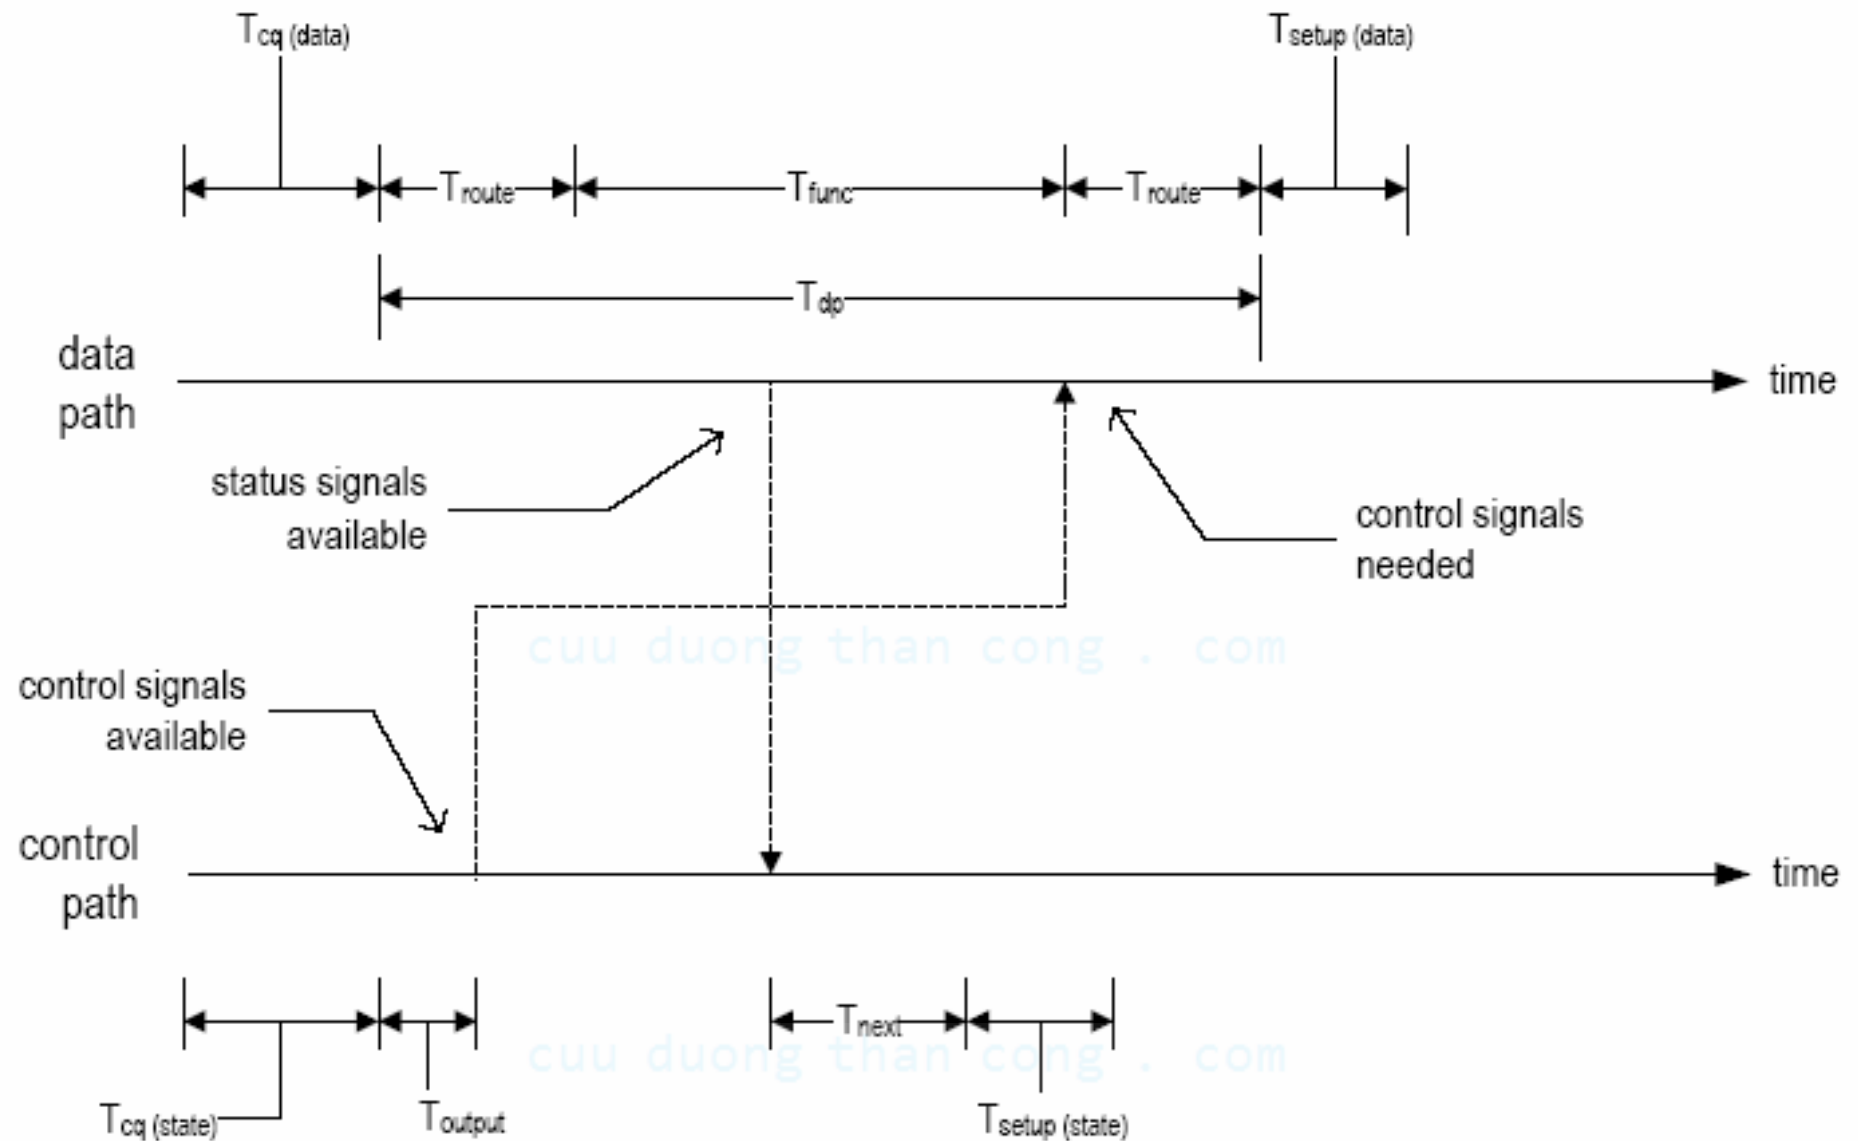 Tcq (data)
Tsetup (data)
Troute
Tfunc
Troute
Tdp
data
path
time
status signals
available
control signals
needed
cuu duong than cong . com
control signals
available
control
path
time
Tnext
cuu duong than cong . com
Tcq (state)
Toutput
Tsetup (state)